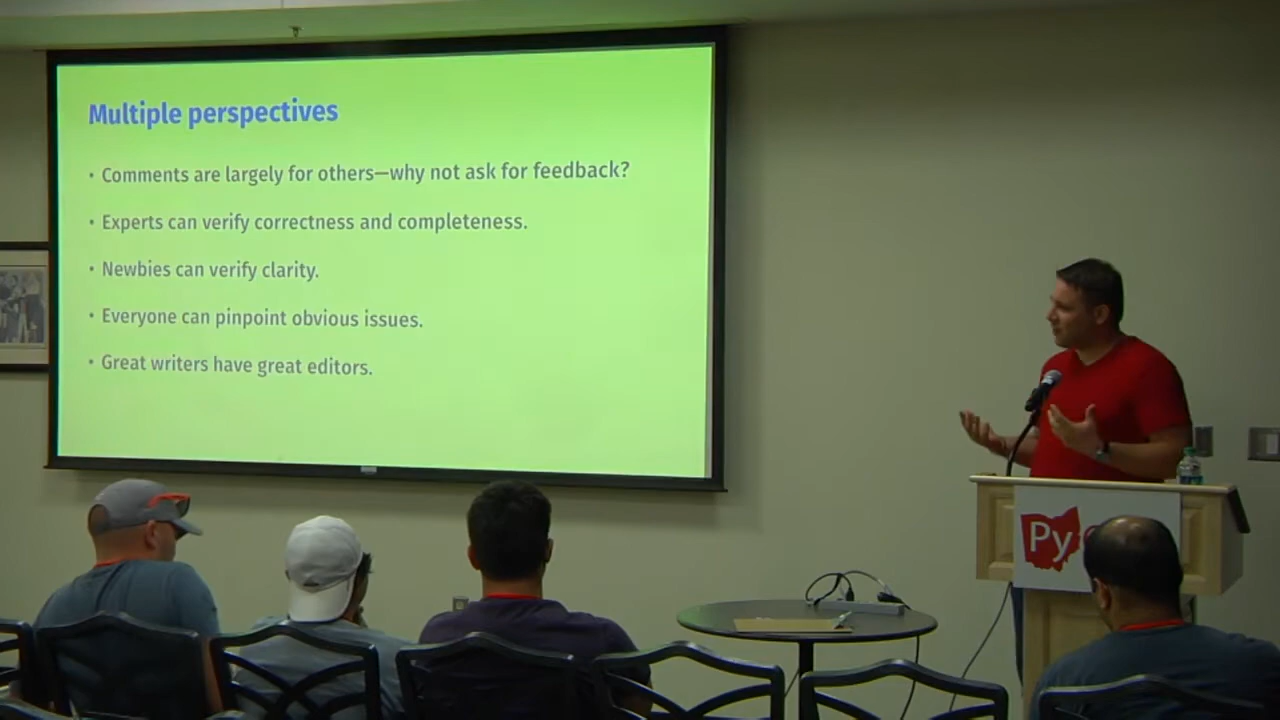 Multiple perspectives
• Comments are largely for others—why not ask for feedback?
• Experts can verify correctness and completeness.
• Newbies can verify clarity.
• Everyone can pinpoint obvious issues.
• Great writers have great editors.
Py